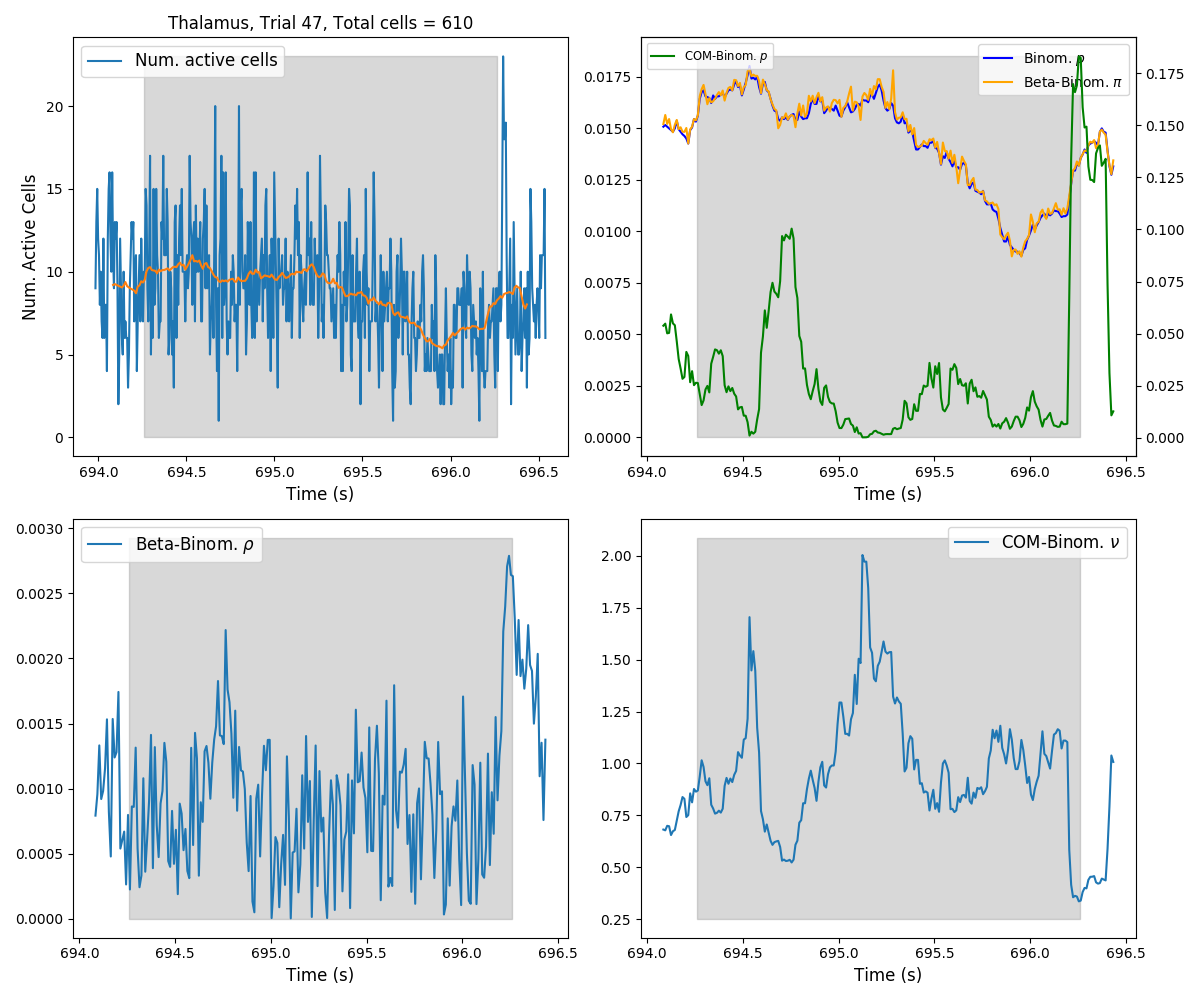 Thalamus, Trial 47, Total cells = 610
Num. active cells
Num. Active Cells
20
15
10
5
0
694.0 694.5 695.0 695.5 696.0 696.5
Time (s)
COM-Binom. p
Binom. p
Beta-Binom. π
0.0175
0.0150
0.0125
0.0100
0.0075
0.0050
0.0025
0.0000
0.175
0.150
0.125
0.100
0.075
0.050
0.025
0.000
694.0 694.5 695.0 695.5 696.0 696.5
Time (s)
Beta-Binom. ρ
0.0030
0.0025
0.0020
0.0015
0.0010
0.0005
0.0000
694.0 694.5 695.0 695.5 696.0 696.5
Time (s)
COM-Binom. ν
2.00
1.75
1.50
1.25
1.00
0.75
0.50
0.25
694.0 694.5 695.0 695.5 696.0 696.5
Time (s)